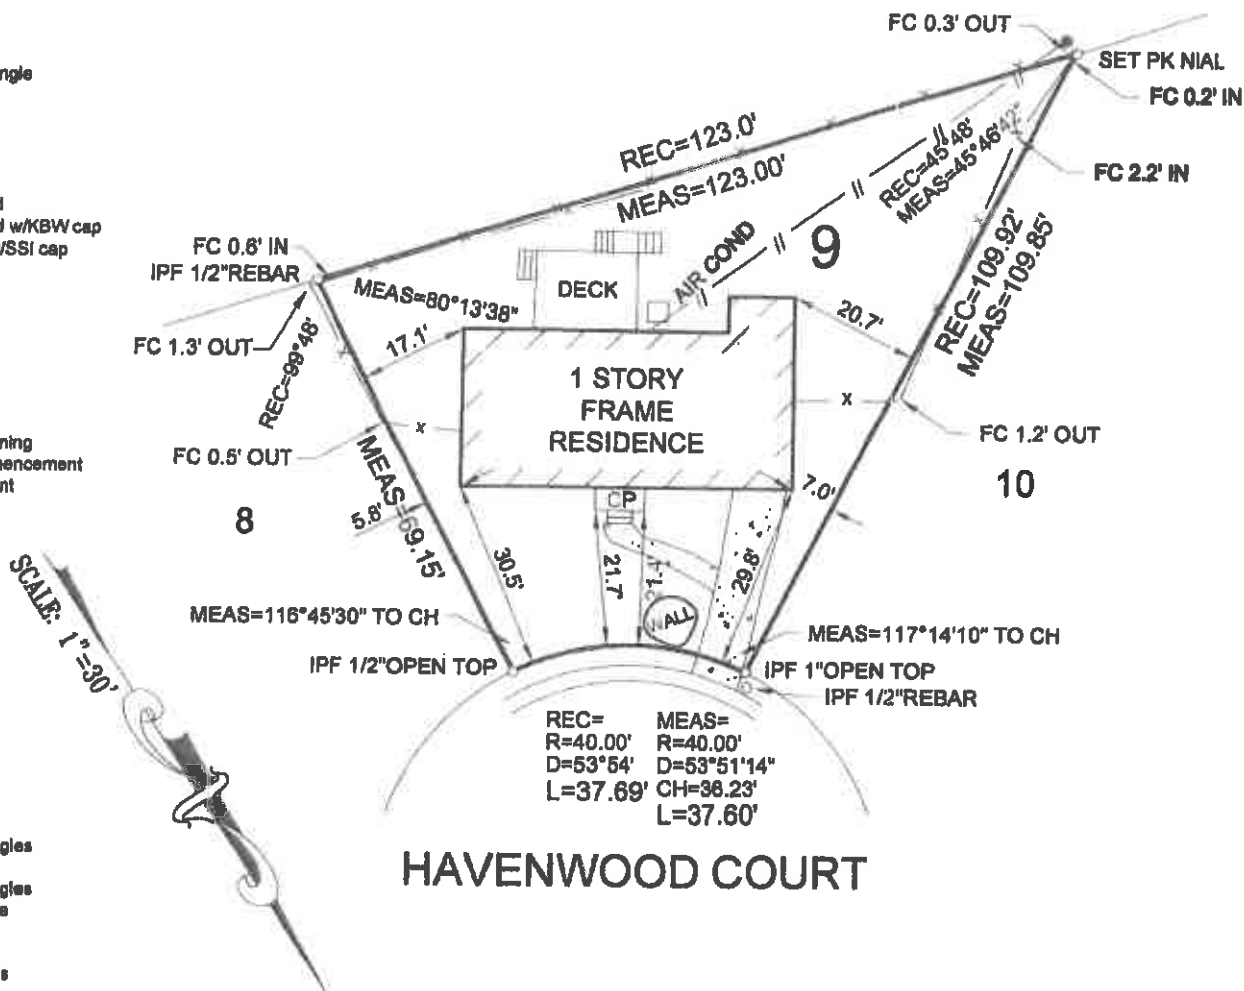 FC 0.3' OUT
SET PK NIAL
FC 0.2' IN
FC 2.2' IN
REC=123.0'
MEAS=123.00'
REC=45°48'
MEAS=45°46'42"
9
w/KBW cap
/SSI cap
FC 0.6' IN
IPF 1/2"REBAR
MEAS=80°13'38"
DECK
AIR COND
20.7'
REC=109.92'
MEAS=109.85'
FC 1.3' OUT
REC=99°48'
17.1'
1 STORY
FRAME
RESIDENCE
x
x
FC 0.5' OUT
FC 1.2' OUT
10
8
MEAS=69.15'
5.8'
7.0'
CP
30.5'
21.7'
29.8'
WALL
SCALE: 1"=30'
MEAS=116°45'30" TO CH
MEAS=117°14'10" TO CH
IPF 1/2"OPEN TOP
IPF 1"OPEN TOP
IPF 1/2"REBAR
REC=
R=40.00'
D=53°54'
L=37.69'
MEAS=
R=40.00'
D=53°51'14"
CH=36.23'
L=37.60'
HAVENWOOD COURT